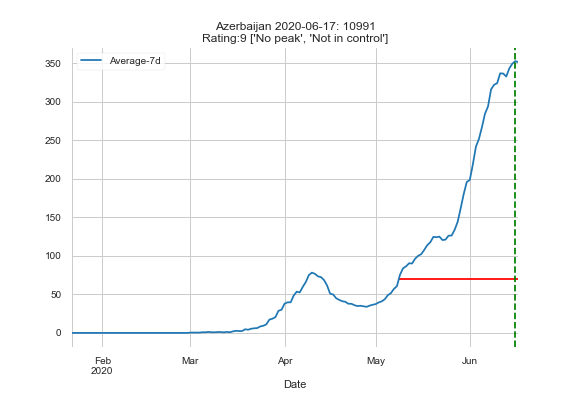 Azerbaijan 2020-06-17: 10991
Rating:9 ['No peak', 'Not in control']
Average-7d
350
300
250
200
150
100
50
0
Feb
2020
Mar
Apr
May
Jun
Date